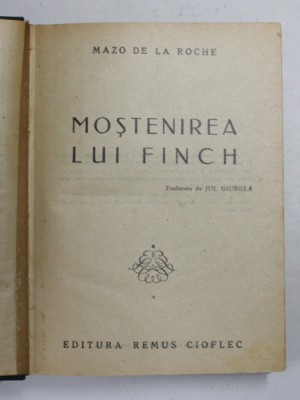 MAZO DE LA ROCHE
MOȘTENIREA
LUI FINCH
Traducere de JUL. GIURGEA
EDITURA REMUS CIOFLEC